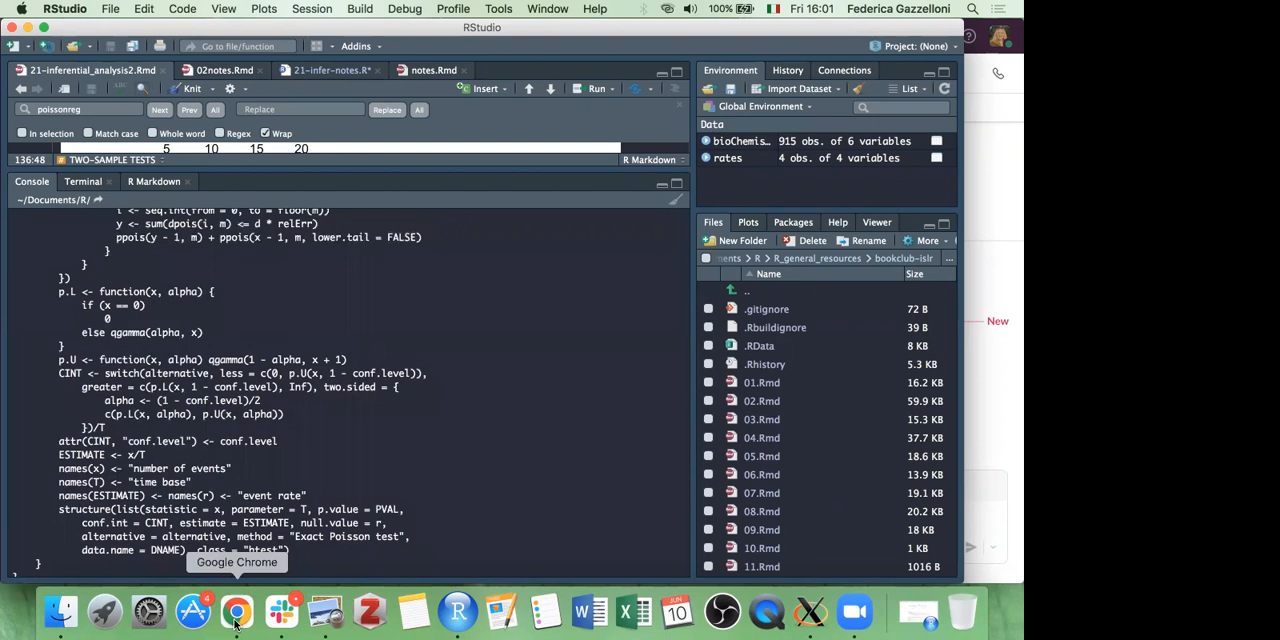 RStudio File Edit Code View Plots Session Build Debug Profile Tools Window Help 100% Fri 16:01 Federica Gazzelloni
RStudio
Go to file/function Addins Project: (None)
21-inferential_analysis2.Rmd 02notes.Rmd 21-infer-notes.R* notes.Rmd
Knit Insert Run
poissonreg Next Prev All Replace Replace All
In selection Match case Whole word Regex Wrap
5 10 15 20
136:48 TWO-SAMPLE TESTS R Markdown
Console Terminal R Markdown
~/Documents/R/
i <- seq.int(from = 0, to = floor(m))
y <- sum(dpois(i, m) <= d * relErr)
ppois(y - 1, m) + ppois(x - 1, m, lower.tail = FALSE)
}
}
})
p.L <- function(x, alpha) {
if (x == 0)
0
else qgamma(alpha, x)
}
p.U <- function(x, alpha) qgamma(1 - alpha, x + 1)
CINT <- switch(alternative, less = c(0, p.U(x, 1 - conf.level)),
greater = c(p.L(x, 1 - conf.level), Inf), two.sided = {
alpha <- (1 - conf.level)/2
c(p.L(x, alpha), p.U(x, alpha))
})/T
attr(CINT, "conf.level") <- conf.level
ESTIMATE <- x/T
names(x) <- "number of events"
names(T) <- "time base"
names(ESTIMATE) <- names(r) <- "event rate"
structure(list(statistic = x, parameter = T, p.value = PVAL,
conf.int = CINT, estimate = ESTIMATE, null.value = r,
alternative = alternative, method = "Exact Poisson test",
data.name = DNAME), class = "htest")
}
Google Chrome
Environment History Connections
Import Dataset List
Global Environment
Data
bioChemis… 915 obs. of 6 variables
rates 4 obs. of 4 variables
Files Plots Packages Help Viewer
New Folder Delete Rename More
ments R R_general_resources bookclub-islr ...
Name Size
..
.gitignore 72 B
.Rbuildignore 39 B
.RData 8 KB
.Rhistory 5.3 KB
01.Rmd 16.2 KB
02.Rmd 59.9 KB
03.Rmd 15.3 KB
04.Rmd 37.7 KB
05.Rmd 18.6 KB
06.Rmd 13.9 KB
07.Rmd 19.1 KB
08.Rmd 20.2 KB
09.Rmd 18 KB
10.Rmd 1 KB
11.Rmd 1016 B
New
4
JUN
10